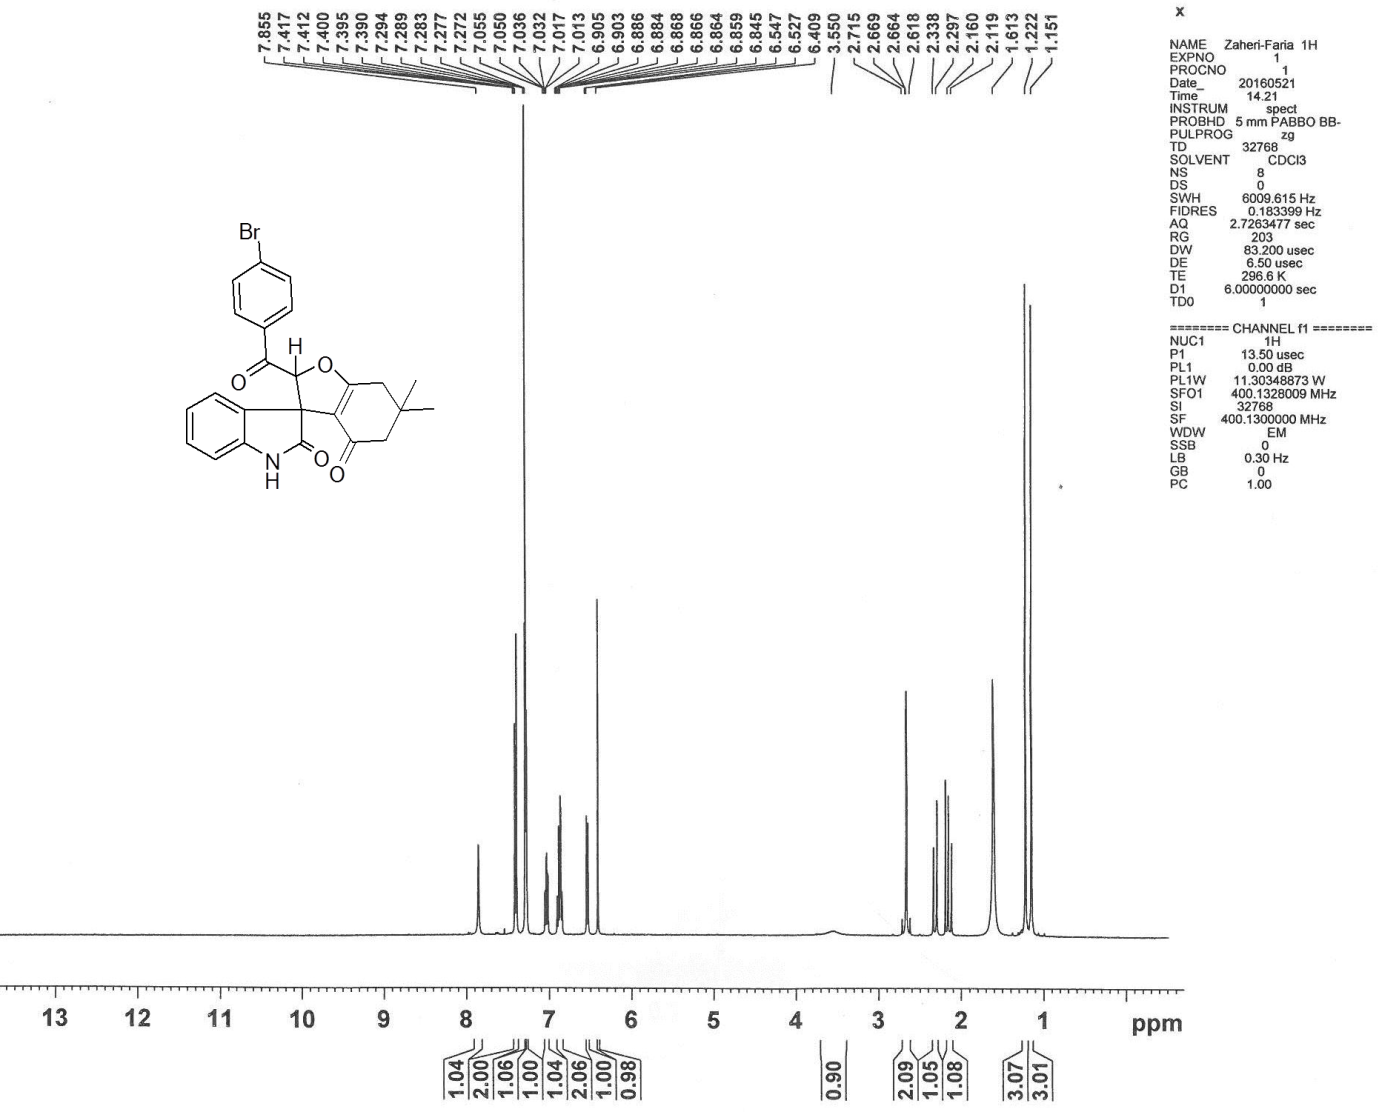 7.855
7.417
7.412
7.400
7.395
7.390
7.294
7.289
7.283
7.277
7.272
7.055
7.050
7.036
7.032
7.017
7.013
6.905
6.903
6.886
6.884
6.868
6.866
6.864
6.859
6.845
6.547
6.527
6.409
3.550
2.715
2.669
2.664
2.618
2.338
2.297
2.160
2.119
1.613
1.222
1.151
x
NAME Zaheri-Faria 1H
EXPNO 1
PROCNO 1
Date_ 20160521
Time 14.21
INSTRUM spect
PROBHD 5 mm PABBO BB-
PULPROG zg
TD 32768
SOLVENT CDCl3
NS 8
DS 0
SWH 6009.615 Hz
FIDRES 0.183399 Hz
AQ 2.7263477 sec
RG 203
DW 83.200 usec
DE 6.50 usec
TE 296.6 K
D1 6.00000000 sec
TD0 1
======== CHANNEL f1 ========
NUC1 1H
P1 13.50 usec
PL1 0.00 dB
PL1W 11.30348873 W
SFO1 400.1328009 MHz
SI 32768
SF 400.1300000 MHz
WDW EM
SSB 0
LB 0.30 Hz
GB 0
PC 1.00
Br
H
O
O
O
N
H
O
13 12 11 10 9 8 7 6 5 4 3 2 1 ppm
1.04
2.00
1.06
1.00
1.04
2.06
1.00
0.98
0.90
2.09
1.05
1.08
3.07
3.01